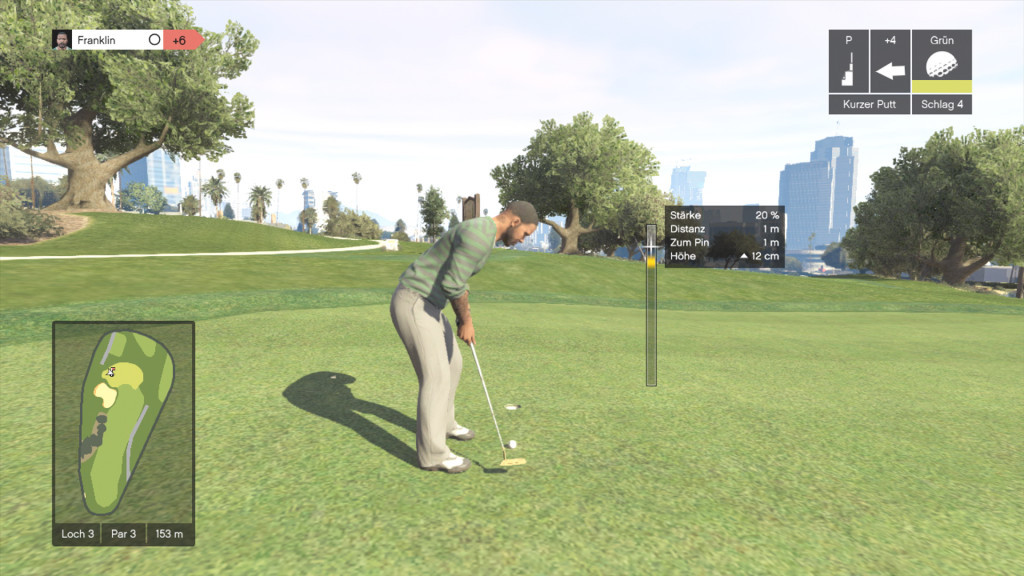 Franklin +6
P +4 Grün
Kurzer Putt Schlag 4
Stärke 20 %
Distanz 1 m
Zum Pin 1 m
Höhe 12 cm
Loch 3 Par 3 153 m